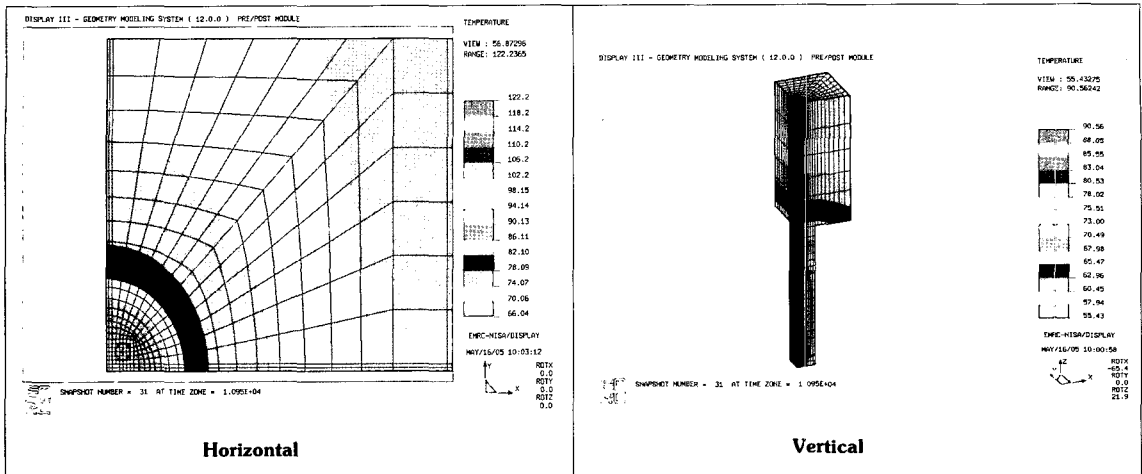 DISPLAY III - GEOMETRY MODELING SYSTEM ( 12.0.0 ) PRE/POST MODULE
TEMPERATURE
VIEW : 56.87296
RANGE: 122.2365
122.2
118.2
114.2
110.2
106.2
102.2
98.15
94.14
90.13
86.11
82.10
78.09
74.07
70.06
66.04
EMRC-NISA/DISPLAY
MAY/16/05 10:03:12
Y
X
ROTX
0.0
ROTY
0.0
ROTZ
0.0
SNAPSHOT NUMBER = 31 AT TIME ZONE = 1.095E+04
Horizontal
DISPLAY III - GEOMETRY MODELING SYSTEM ( 12.0.0 ) PRE/POST MODULE
TEMPERATURE
VIEW : 55.43275
RANGE: 90.56242
90.56
88.05
85.55
83.04
80.53
78.02
75.51
73.00
70.49
67.98
65.47
62.96
60.45
57.94
55.43
EMRC-NISA/DISPLAY
MAY/16/05 10:00:58
Z
Y
X
ROTX
-65.4
ROTY
0.0
ROTZ
21.9
SNAPSHOT NUMBER = 31 AT TIME ZONE = 1 095E+04
Vertical